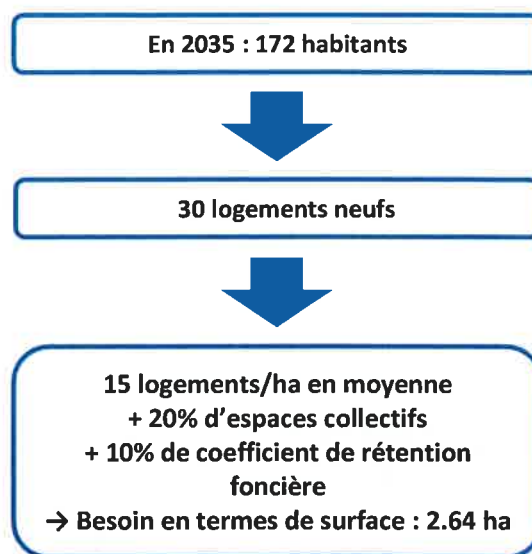 En 2035 : 172 habitants
30 logements neufs
15 logements/ha en moyenne
+ 20% d'espaces collectifs
+ 10% de coefficient de rétention
foncière
→ Besoin en termes de surface : 2.64 ha